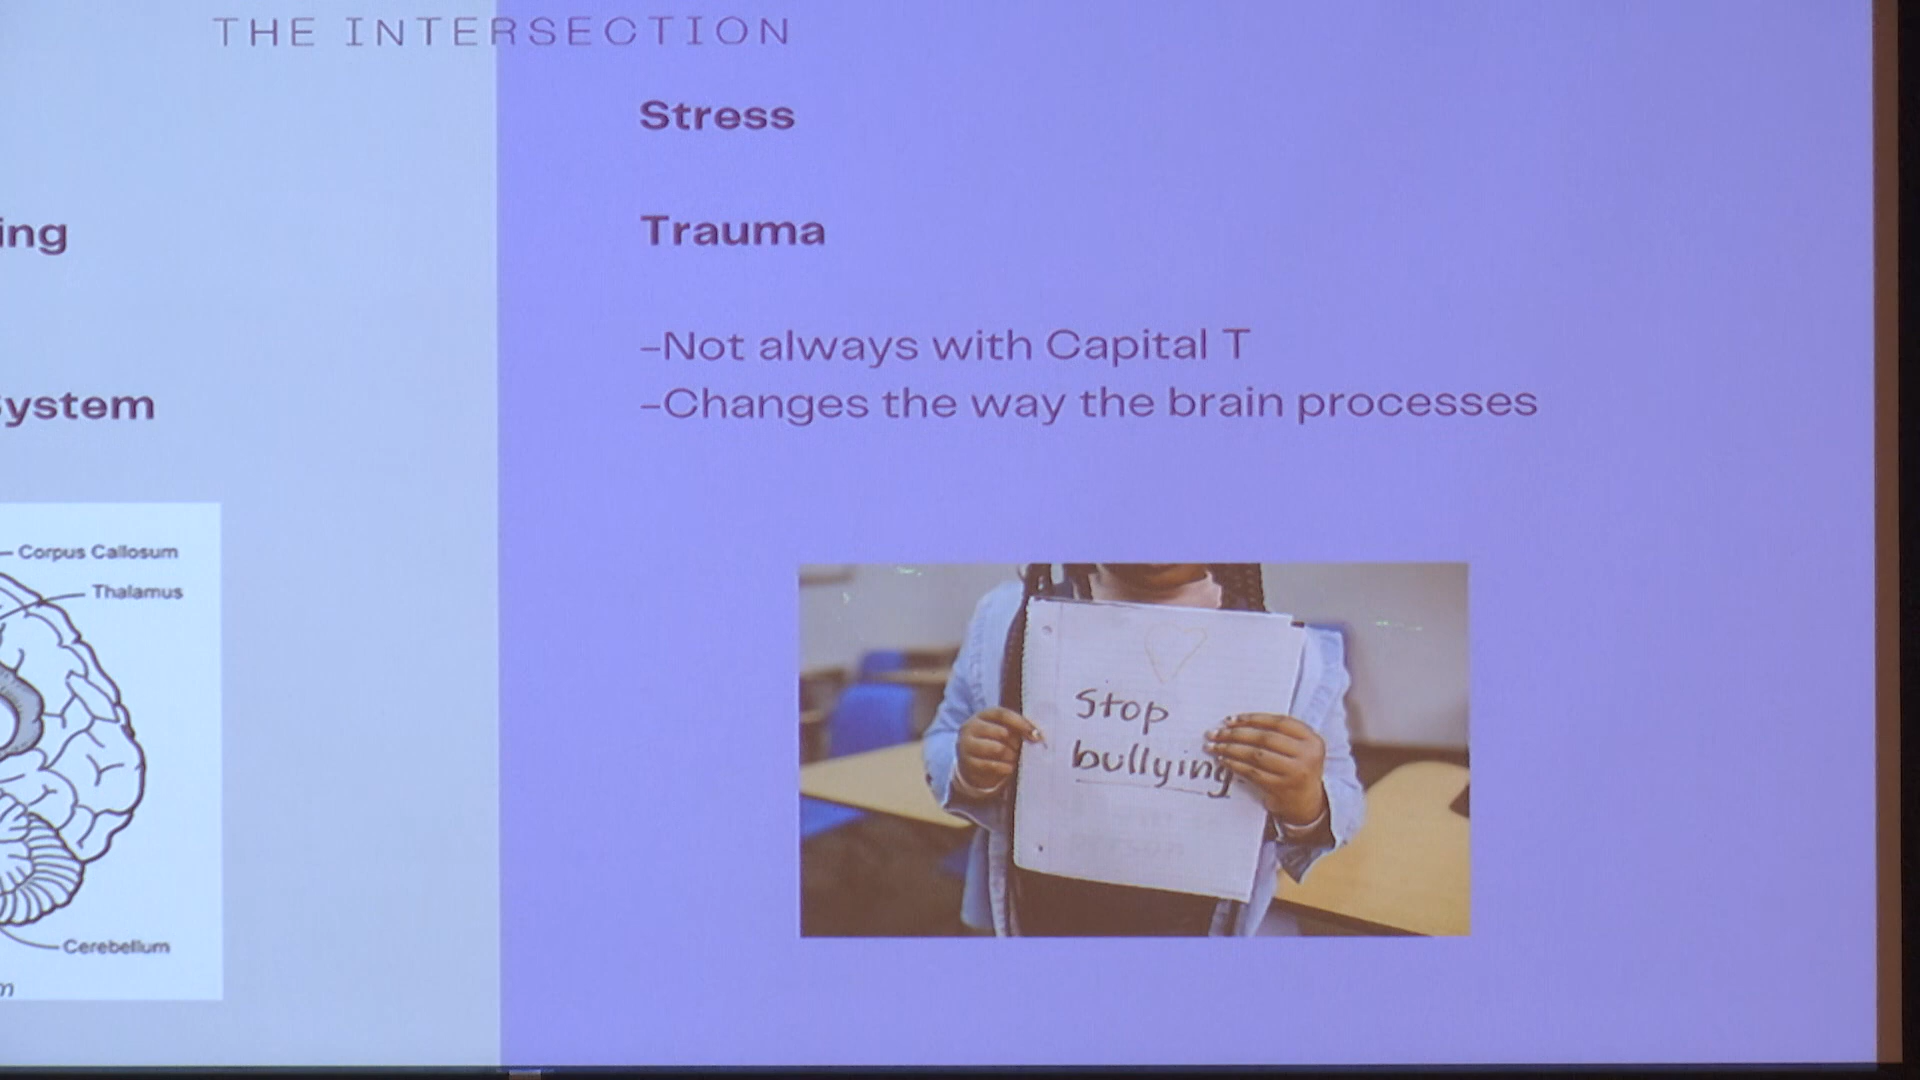 THE INTERSECTION
ing
ystem
Corpus Callosum
Thalamus
Cerebellum
Stress
Trauma
–Not always with Capital T
–Changes the way the brain processes
Stop
bullying